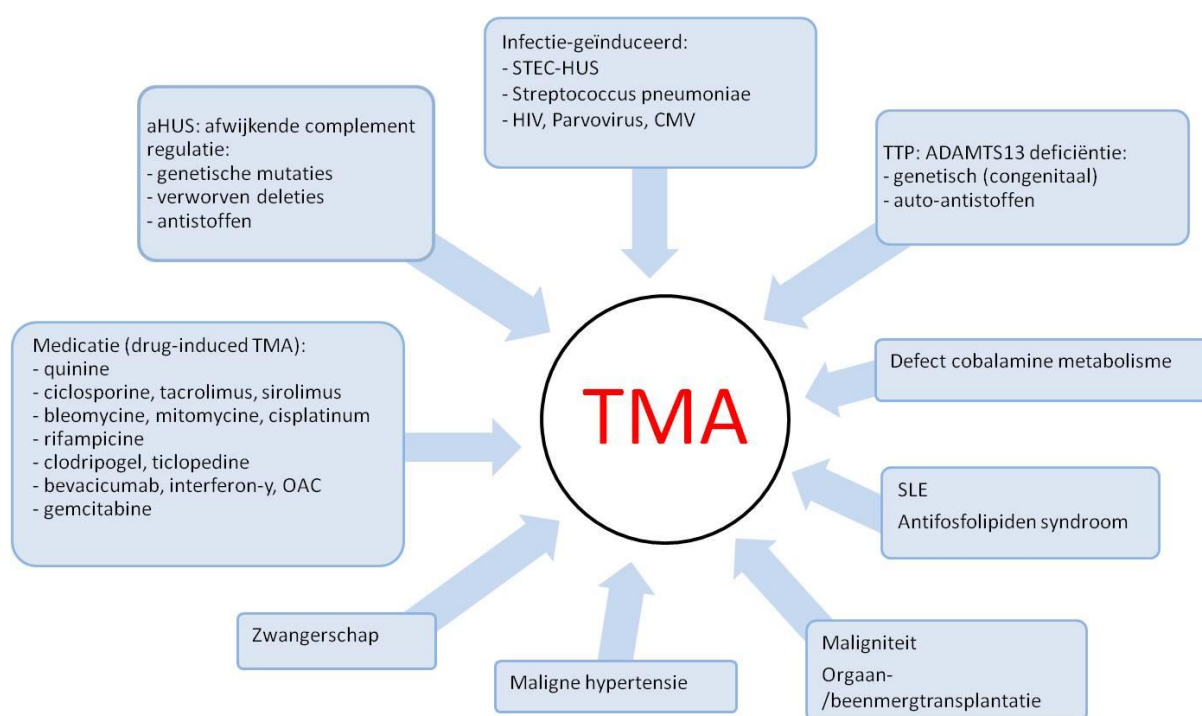 Infectie-geïnduceerd:
- STEC-HUS
- Streptococcus pneumoniae
- HIV, Parvovirus, CMV
aHUS: afwijkende complement
regulatie:
- genetische mutaties
- verworven deleties
- antistoffen
TTP: ADAMTS13 deficiëntie:
- genetisch (congenitaal)
- auto-antistoffen
Medicatie (drug-induced TMA):
- quinine
- ciclosporine, tacrolimus, sirolimus
- bleomycine, mitomycine, cisplatinum
- rifampicine
- clodripogel, ticlopedine
- bevacicumab, interferon-y, OAC
- gemcitabine
TMA
Defect cobalamine metabolisme
SLE
Antifosfolipiden syndroom
Zwangerschap
Maligne hypertensie
Maligniteit
Orgaan-
/beenmergtransplantatie